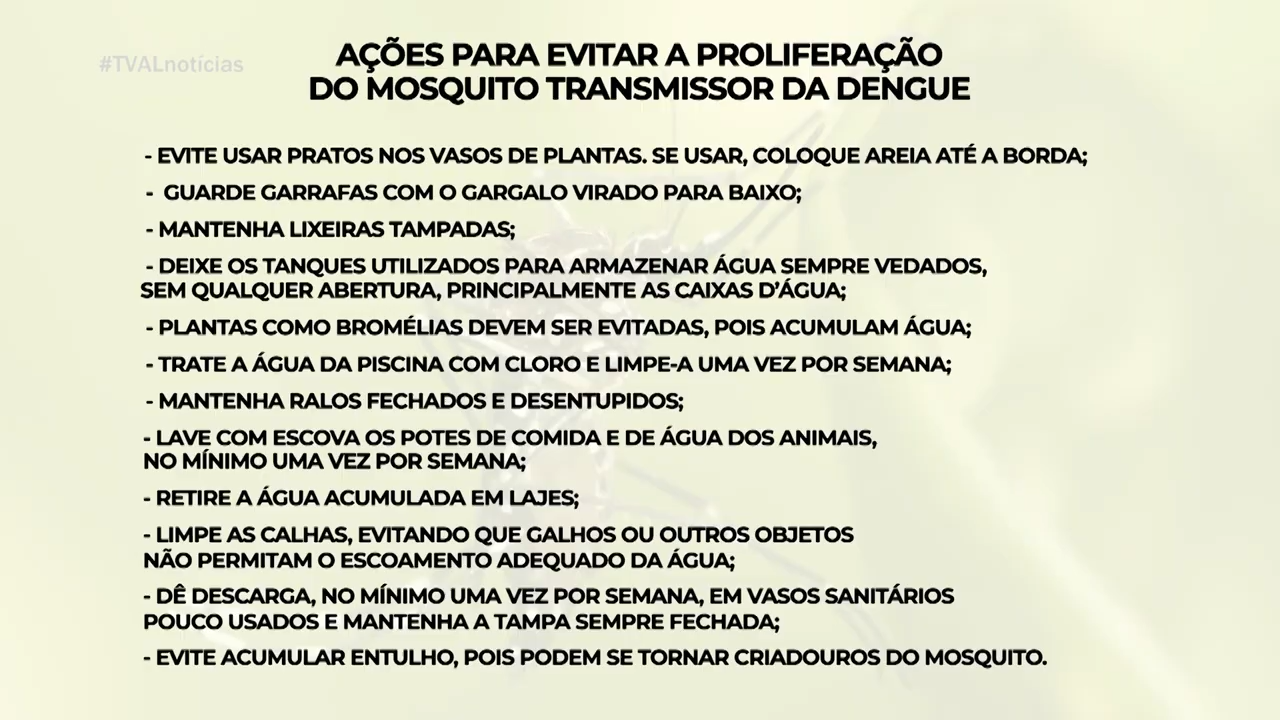 #TVALnotícias
AÇÕES PARA EVITAR A PROLIFERAÇÃO
DO MOSQUITO TRANSMISSOR DA DENGUE
- EVITE USAR PRATOS NOS VASOS DE PLANTAS. SE USAR, COLOQUE AREIA ATÉ A BORDA;
- GUARDE GARRAFAS COM O GARGALO VIRADO PARA BAIXO;
- MANTENHA LIXEIRAS TAMPADAS;
- DEIXE OS TANQUES UTILIZADOS PARA ARMAZENAR ÁGUA SEMPRE VEDADOS,
SEM QUALQUER ABERTURA, PRINCIPALMENTE AS CAIXAS D’ÁGUA;
- PLANTAS COMO BROMÉLIAS DEVEM SER EVITADAS, POIS ACUMULAM ÁGUA;
- TRATE A ÁGUA DA PISCINA COM CLORO E LIMPE-A UMA VEZ POR SEMANA;
- MANTENHA RALOS FECHADOS E DESENTUPIDOS;
- LAVE COM ESCOVA OS POTES DE COMIDA E DE ÁGUA DOS ANIMAIS,
NO MÍNIMO UMA VEZ POR SEMANA;
- RETIRE A ÁGUA ACUMULADA EM LAJES;
- LIMPE AS CALHAS, EVITANDO QUE GALHOS OU OUTROS OBJETOS
NÃO PERMITAM O ESCOAMENTO ADEQUADO DA ÁGUA;
- DÊ DESCARGA, NO MÍNIMO UMA VEZ POR SEMANA, EM VASOS SANITÁRIOS
POUCO USADOS E MANTENHA A TAMPA SEMPRE FECHADA;
- EVITE ACUMULAR ENTULHO, POIS PODEM SE TORNAR CRIADOUROS DO MOSQUITO.